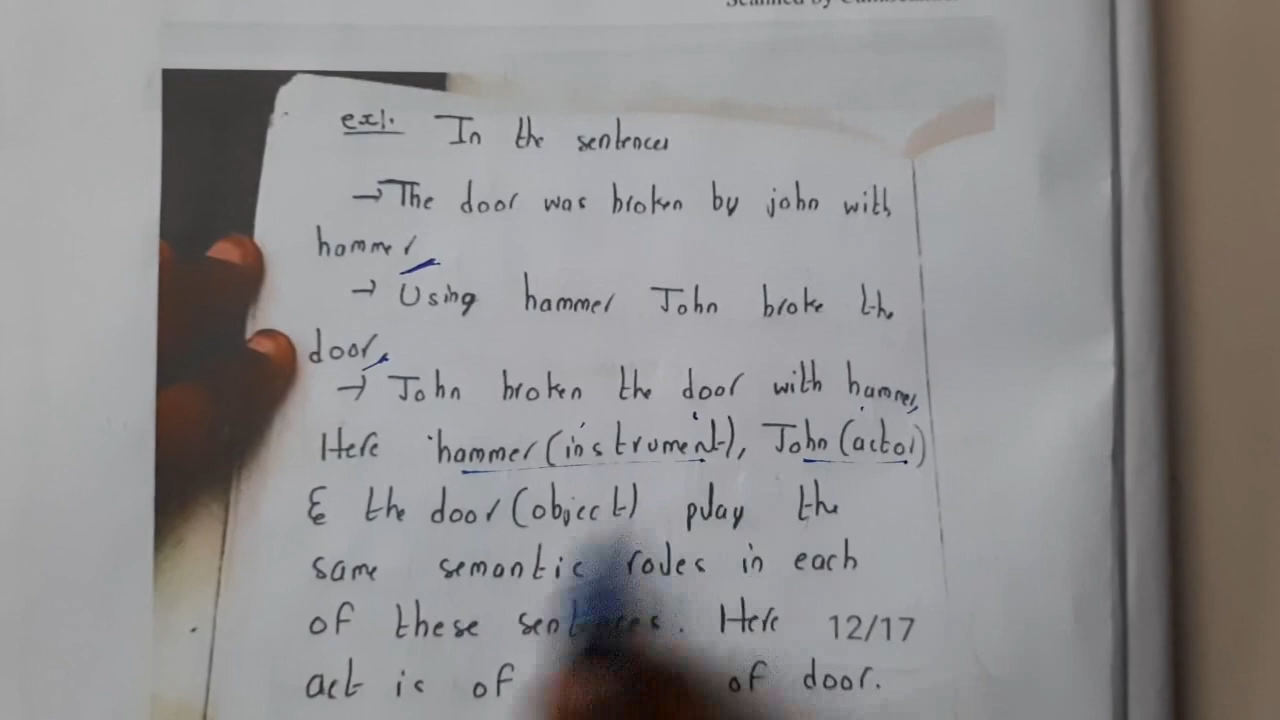 Scanned by
ex1. In the sentences
→ The door was broken by john with
hammer
→ Using hammer John broke the
door,
→ John broken the door with hammer,
Here hammer(instrument), John (actor)
& the door (object) play the
same semantic roles in each
of these sentences. Here 12/17
act is of of door.